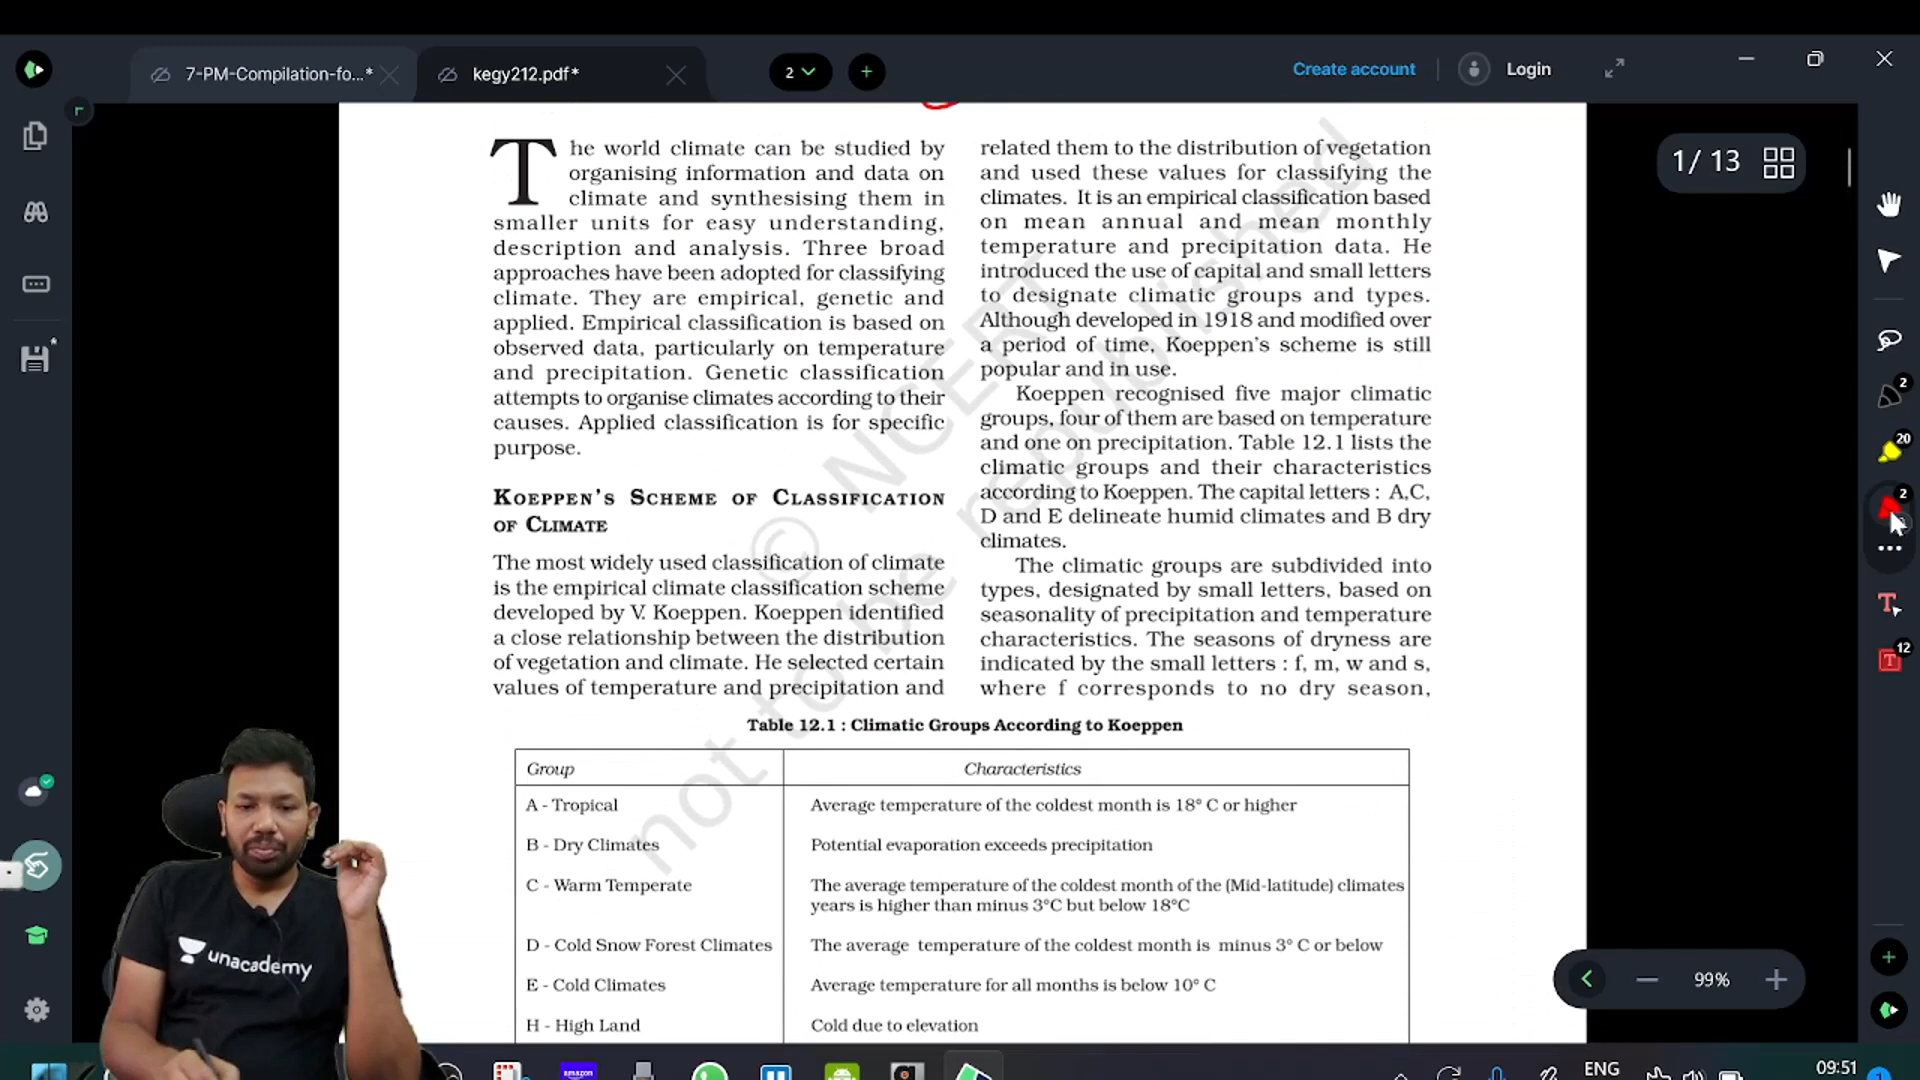 7-PM-Compilation-fo...*
kegy212.pdf*
2
Create account
Login
1/ 13
The world climate can be studied by
organising information and data on
climate and synthesising them in
smaller units for easy understanding,
description and analysis. Three broad
approaches have been adopted for classifying
climate. They are empirical, genetic and
applied. Empirical classification is based on
observed data, particularly on temperature
and precipitation. Genetic classification
attempts to organise climates according to their
causes. Applied classification is for specific
purpose.
KOEPPEN'S SCHEME OF CLASSIFICATION
OF CLIMATE
The most widely used classification of climate
is the empirical climate classification scheme
developed by V. Koeppen. Koeppen identified
a close relationship between the distribution
of vegetation and climate. He selected certain
values of temperature and precipitation and
related them to the distribution of vegetation
and used these values for classifying the
climates. It is an empirical classification based
on mean annual and mean monthly
temperature and precipitation data. He
introduced the use of capital and small letters
to designate climatic groups and types.
Although developed in 1918 and modified over
a period of time, Koeppen's scheme is still
popular and in use.
Koeppen recognised five major climatic
groups, four of them are based on temperature
and one on precipitation. Table 12.1 lists the
climatic groups and their characteristics
according to Koeppen. The capital letters : A,C,
D and E delineate humid climates and B dry
climates.
The climatic groups are subdivided into
types, designated by small letters, based on
seasonality of precipitation and temperature
characteristics. The seasons of dryness are
indicated by the small letters : f, m, w and s,
where f corresponds to no dry season,
© NCERT
not to be republished
Table 12.1 : Climatic Groups According to Koeppen
Group Characteristics
A - Tropical Average temperature of the coldest month is 18° C or higher
B - Dry Climates Potential evaporation exceeds precipitation
C - Warm Temperate The average temperature of the coldest month of the (Mid-latitude) climates
years is higher than minus 3°C but below 18°C
D - Cold Snow Forest Climates The average temperature of the coldest month is minus 3° C or below
E - Cold Climates Average temperature for all months is below 10° C
H - High Land Cold due to elevation
2
20
2
12
unacademy
99%
amazon
ENG
09:51